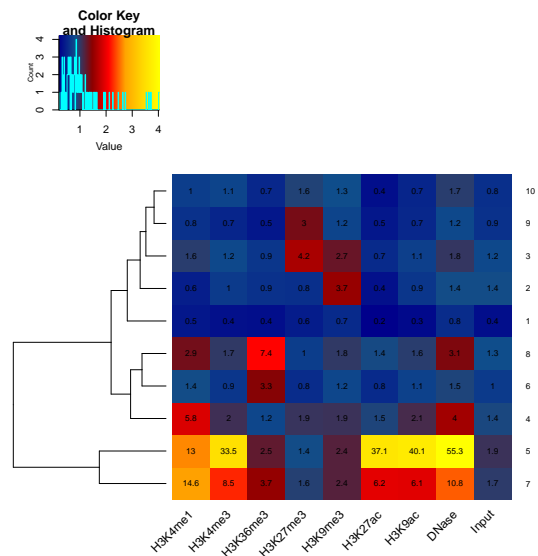 Color Key
and Histogram
Count
0 1 2 3 4
1 2 3 4
Value
1 1.1 0.7 1.6 1.3 0.4 0.7 1.7 0.8 10
0.8 0.7 0.5 3 1.2 0.5 0.7 1.2 0.9 9
1.6 1.2 0.9 4.2 2.7 0.7 1.1 1.8 1.2 3
1 0.9 0.8 3.7 0.4 0.9 1.4 1.4 2
0.5 0.4 0.4 0.6 0.7 0.8 0.4 1
2.9 1.7 7.4 1 1.8 1.4 1.6 3.1 1.3 8
1.4 0.9 3.3 0.8 1.2 0.8 1.1 1.5 1 6
5.8 2 1.2 1.9 1.9 1.5 2.1 4 1.4 4
13 33.5 2.5 1.4 2.4 37.1 40.1 55.3 1.9 5
14.6 8.5 3.7 1.6 2.4 6.2 6.1 10.8 1.7 7
H3K4me1 H3K4me3 H3K36me3 H3K27me3 H3K9me3 H3K27ac H3K9ac DNase Input